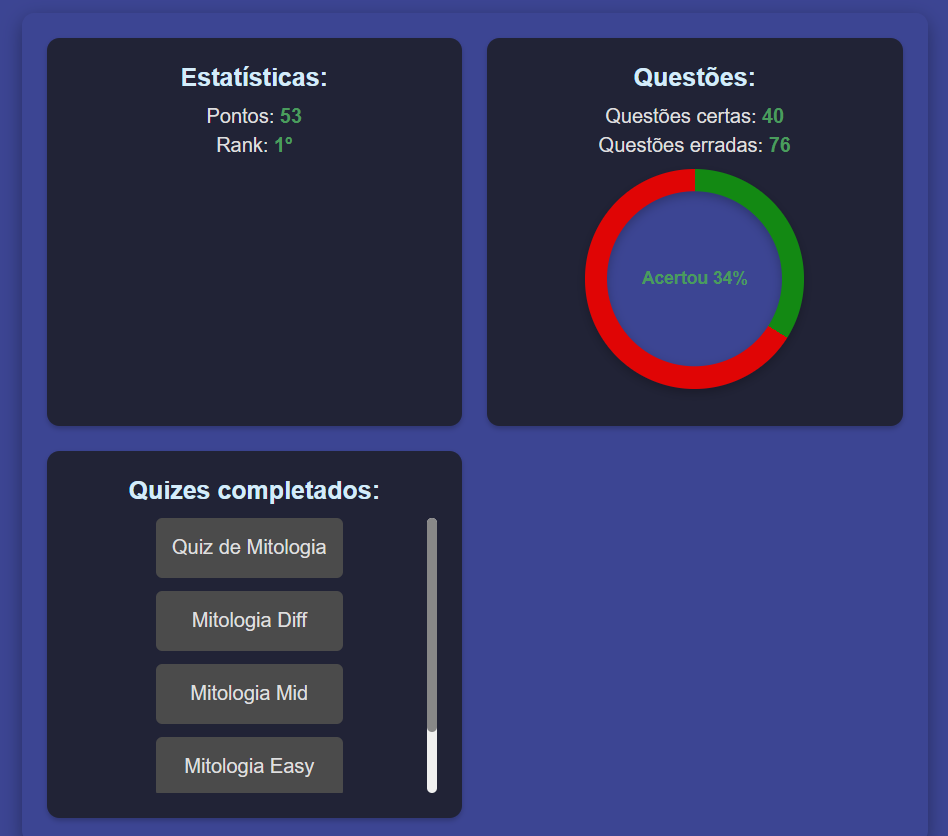 Estatísticas:
Pontos: 53
Rank: 1º
Questões:
Questões certas: 40
Questões erradas: 76
Acertou 34%
Quizes completados:
Quiz de Mitologia
Mitologia Diff
Mitologia Mid
Mitologia Easy